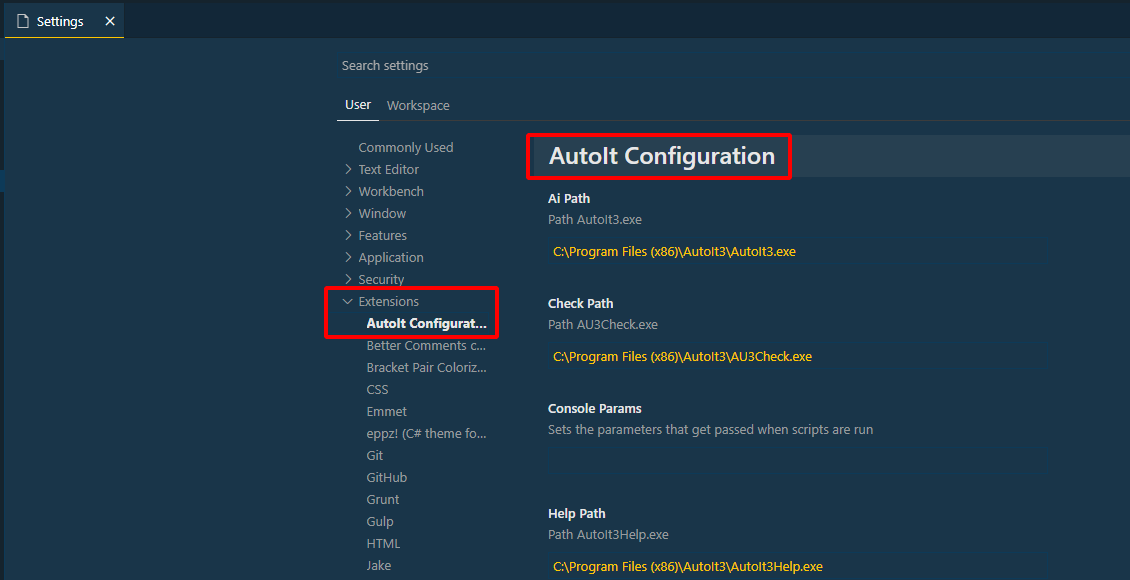 Settings
Search settings
User Workspace
Commonly Used
Text Editor
Workbench
Window
Features
Application
Security
Extensions
AutoIt Configurat...
Better Comments c...
Bracket Pair Coloriz...
CSS
Emmet
eppz! (C# theme fo...
Git
GitHub
Grunt
Gulp
HTML
Jake
AutoIt Configuration
Ai Path
Path AutoIt3.exe
C:\Program Files (x86)\AutoIt3\AutoIt3.exe
Check Path
Path AU3Check.exe
C:\Program Files (x86)\AutoIt3\AU3Check.exe
Console Params
Sets the parameters that get passed when scripts are run
Help Path
Path AutoIt3Help.exe
C:\Program Files (x86)\AutoIt3\AutoIt3Help.exe